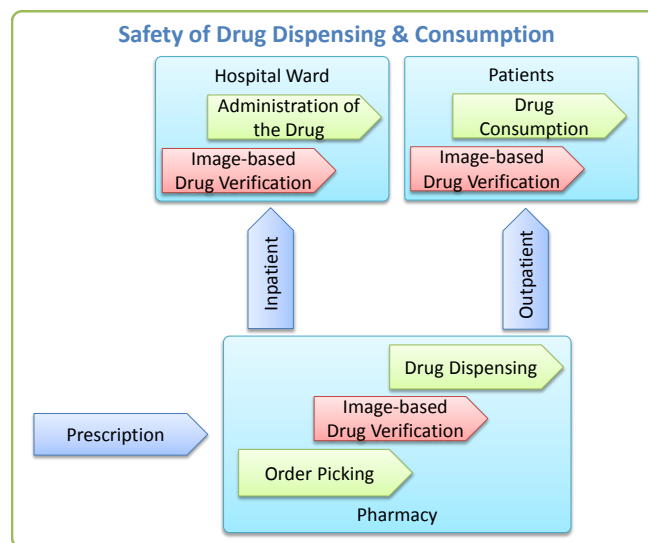 Safety of Drug Dispensing & Consumption
Hospital Ward
Administration of
the Drug
Image-based
Drug Verification
Patients
Drug
Consumption
Image-based
Drug Verification
Inpatient
Outpatient
Prescription
Drug Dispensing
Image-based
Drug Verification
Order Picking
Pharmacy